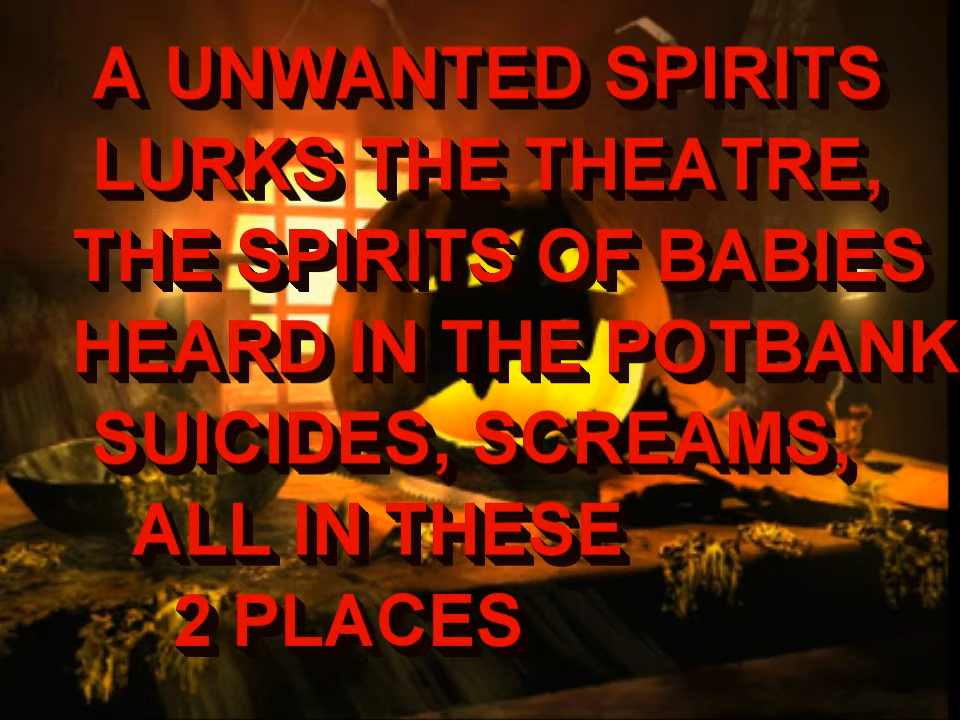 A UNWANTED SPIRITS
LURKS THE THEATRE,
THE SPIRITS OF BABIES
HEARD IN THE POTBANK
SUICIDES, SCREAMS,
ALL IN THESE
2 PLACES